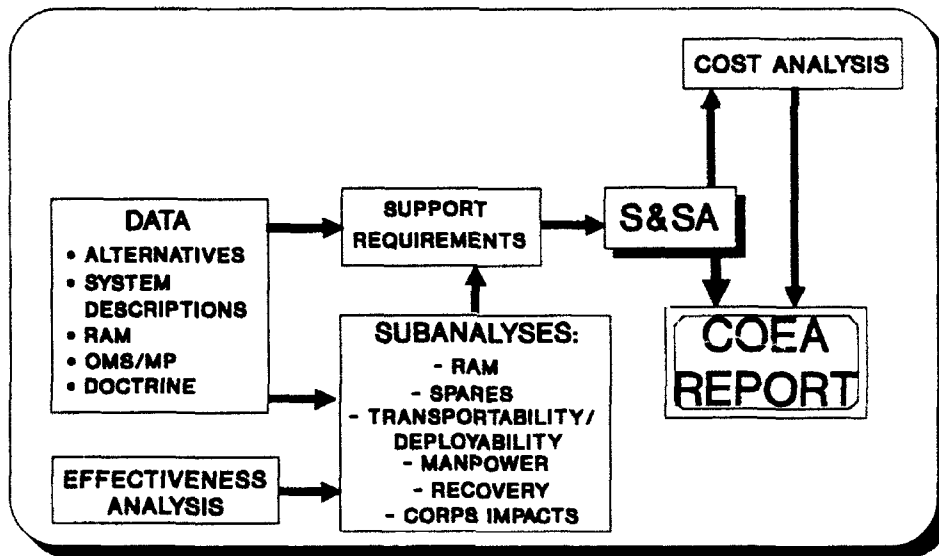 COST ANALYSIS
DATA
• ALTERNATIVES
• SYSTEM
DESCRIPTIONS
• RAM
• OMS/MP
• DOCTRINE
SUPPORT
REQUIREMENTS
S&SA
SUBANALYSES:
- RAM
- SPARES
- TRANSPORTABILITY/
DEPLOYABILITY
- MANPOWER
- RECOVERY
- CORPS IMPACTS
EFFECTIVENESS
ANALYSIS
COEA
REPORT